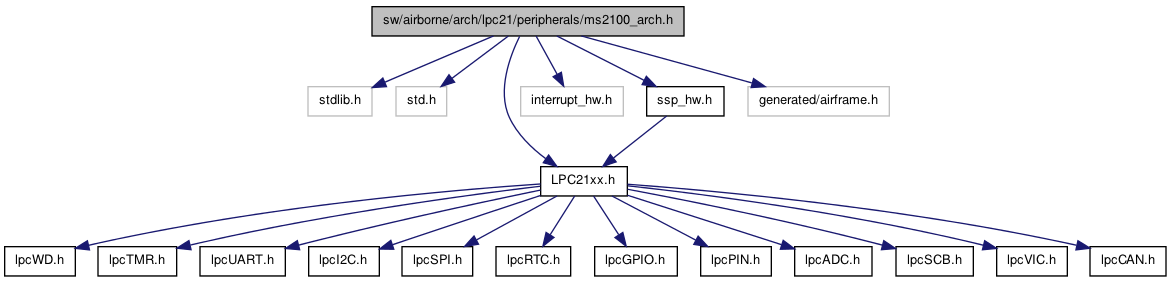 sw/airborne/arch/lpc21/peripherals/ms2100_arch.h
stdlib.h
std.h
interrupt_hw.h
ssp_hw.h
generated/airframe.h
LPC21xx.h
lpcWD.h
lpcTMR.h
lpcUART.h
lpcI2C.h
lpcSPI.h
lpcRTC.h
lpcGPIO.h
lpcPIN.h
lpcADC.h
lpcSCB.h
lpcVIC.h
lpcCAN.h